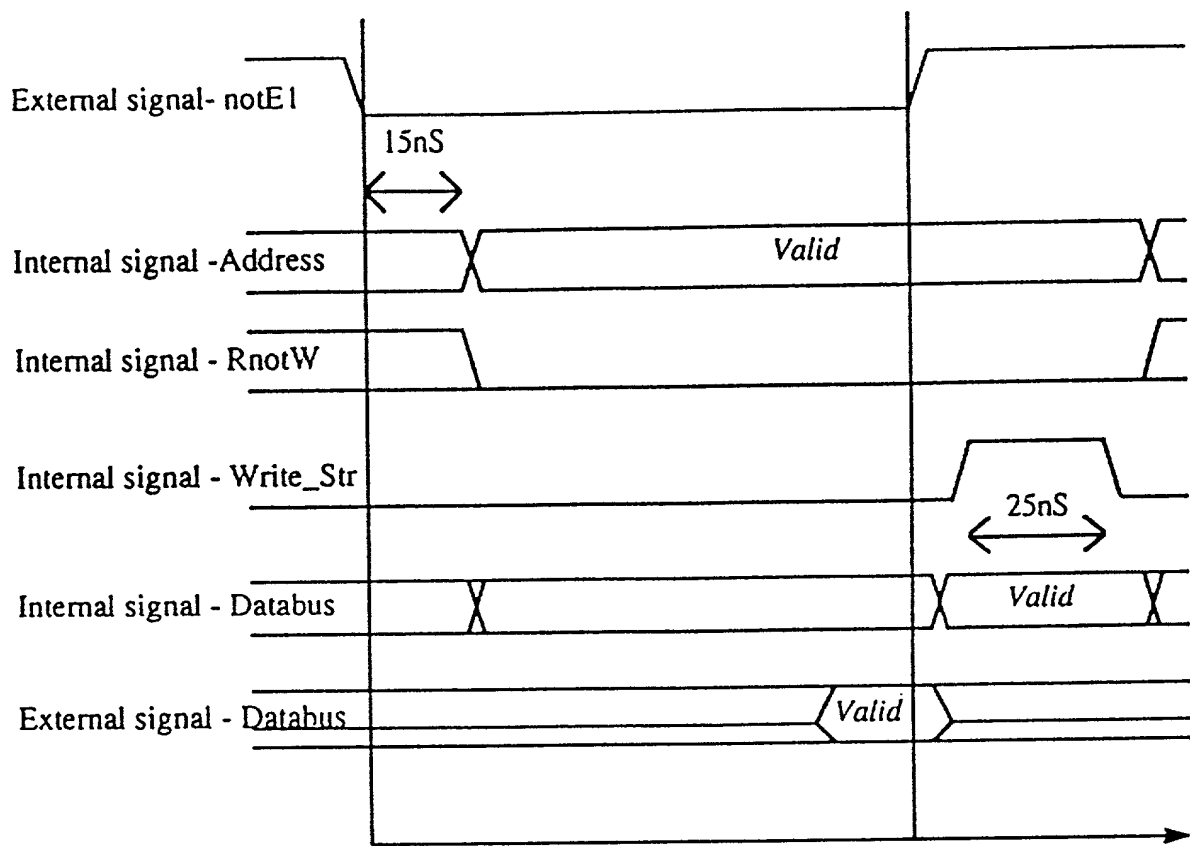 External signal- notE1
15nS
Internal signal -Address
Valid
Internal signal - RnotW
Internal signal - Write_Str
25nS
Internal signal - Databus
Valid
External signal - Databus
Valid